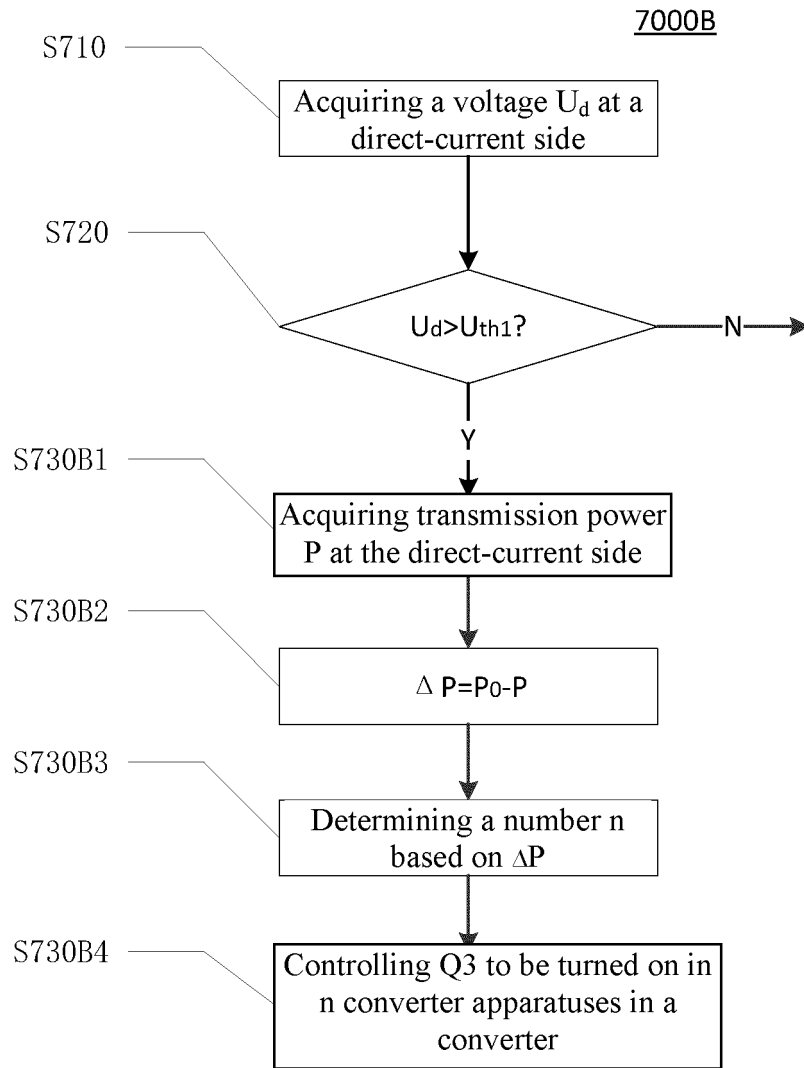 7000B
S710
Acquiring a voltage Ud at a
direct-current side
S720
Ud>Uth1?
N
Y
S730B1
Acquiring transmission power
P at the direct-current side
S730B2
Δ P=P0-P
S730B3
Determining a number n
based on ΔP
S730B4
Controlling Q3 to be turned on in
n converter apparatuses in a
converter